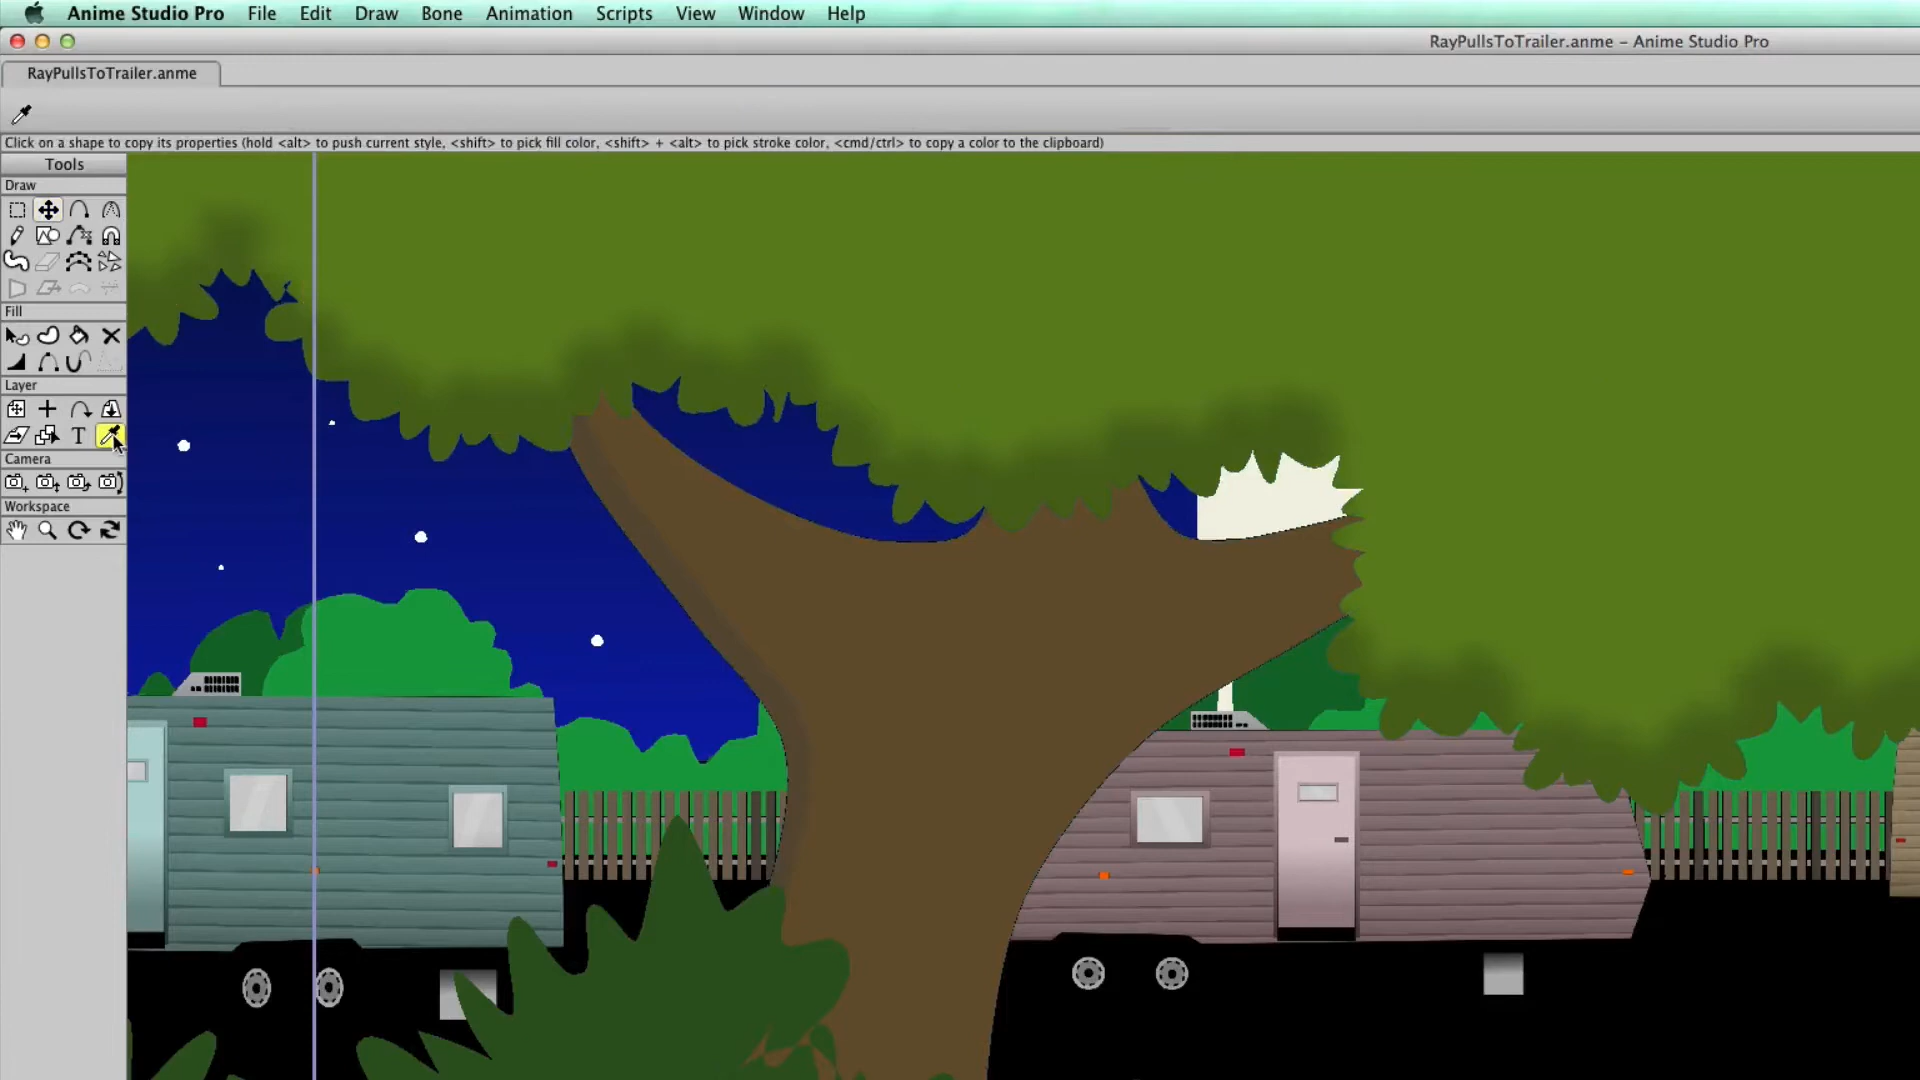 Anime Studio Pro File Edit Draw Bone Animation Scripts View Window Help
RayPullsToTrailer.anme – Anime Studio Pro
RayPullsToTrailer.anme
Click on a shape to copy its properties (hold <alt> to push current style, <shift> to pick fill color, <shift> + <alt> to pick stroke color, <cmd/ctrl> to copy a color to the clipboard)
Tools
Draw
Fill
Layer
T
Camera
Workspace